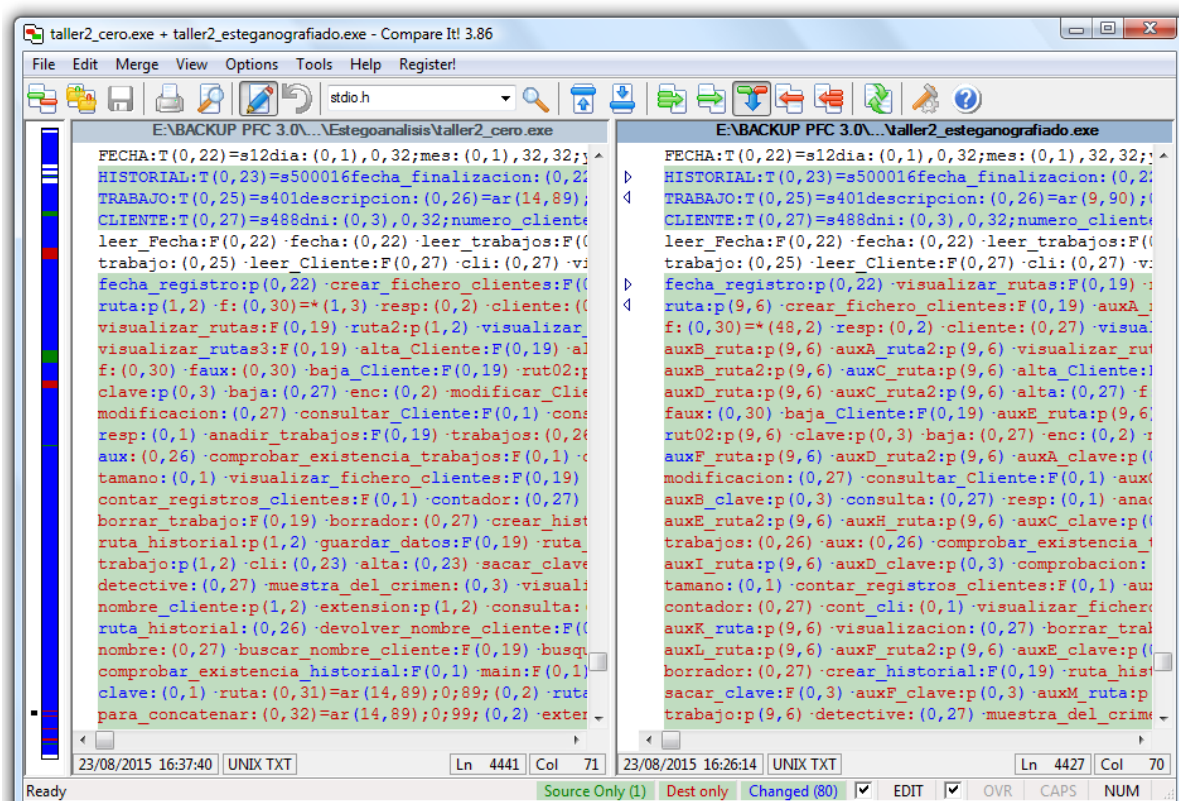 taller2_cero.exe + taller2_esteganografiado.exe - Compare It! 3.86
File Edit Merge View Options Tools Help Register!
stdio.h
E:\BACKUP PFC 3.0\...\Estegoanalisis\taller2_cero.exe
FECHA:T(0,22)=s12dia:(0,1),0,32;mes:(0,1),32,32;
HISTORIAL:T(0,23)=s500016fecha_finalizacion:(0,22
TRABAJO:T(0,25)=s401descripcion:(0,26)=ar(14,89);
CLIENTE:T(0,27)=s488dni:(0,3),0,32;numero_cliente
leer_Fecha:F(0,22)·fecha:(0,22)·leer_trabajos:F(
trabajo:(0,25)·leer_Cliente:F(0,27)·cli:(0,27)·vi
fecha_registro:p(0,22)·crear_fichero_clientes:F(
ruta:p(1,2)·f:(0,30)=*(1,3)·resp:(0,2)·cliente:(
visualizar_rutas:F(0,19)·ruta2:p(1,2)·visualizar_
visualizar_rutas3:F(0,19)·alta_Cliente:F(0,19)·al
f:(0,30)·faux:(0,30)·baja_Cliente:F(0,19)·rut02:p
clave:p(0,3)·baja:(0,27)·enc:(0,2)·modificar_Clie
modificacion:(0,27)·consultar_Cliente:F(0,1)·cons
resp:(0,1)·anadir_trabajos:F(0,19)·trabajos:(0,26
aux:(0,26)·comprobar_existencia_trabajos:F(0,1)·
tamano:(0,1)·visualizar_fichero_clientes:F(0,19)
contar_registros_clientes:F(0,1)·contador:(0,27)
borrar_trabajo:F(0,19)·borrador:(0,27)·crear_hist
ruta_historial:p(1,2)·guardar_datos:F(0,19)·ruta_
trabajo:p(1,2)·cli:(0,23)·alta:(0,23)·sacar_clave
detective:(0,27)·muestra_del_crimen:(0,3)·visuali
nombre_cliente:p(1,2)·extension:p(1,2)·consulta:
ruta_historial:(0,26)·devolver_nombre_cliente:F(
nombre:(0,27)·buscar_nombre_cliente:F(0,19)·busqu
comprobar_existencia_historial:F(0,1)·main:F(0,1)
clave:(0,1)·ruta:(0,31)=ar(14,89);0;89;(0,2)·ruta
para_concatenar:(0,32)=ar(14,89);0;99;(0,2)·exter
23/08/2015 16:37:40 UNIX TXT Ln 4441 Col 71
E:\BACKUP PFC 3.0\...\taller2_esteganografiado.exe
FECHA:T(0,22)=s12dia:(0,1),0,32;mes:(0,1),32,32;
HISTORIAL:T(0,23)=s500016fecha_finalizacion:(0,2
TRABAJO:T(0,25)=s401descripcion:(0,26)=ar(9,90);
CLIENTE:T(0,27)=s488dni:(0,3),0,32;numero_cliente
leer_Fecha:F(0,22)·fecha:(0,22)·leer_trabajos:F(
trabajo:(0,25)·leer_Cliente:F(0,27)·cli:(0,27)·v
fecha_registro:p(0,22)·visualizar_rutas:F(0,19)·
ruta:p(9,6)·crear_fichero_clientes:F(0,19)·auxA_
f:(0,30)=*(48,2)·resp:(0,2)·cliente:(0,27)·visual
auxB_ruta:p(9,6)·auxA_ruta2:p(9,6)·visualizar_rut
auxB_ruta2:p(9,6)·auxC_ruta:p(9,6)·alta_Cliente:
auxD_ruta:p(9,6)·auxC_ruta2:p(9,6)·alta:(0,27)·f
faux:(0,30)·baja_Cliente:F(0,19)·auxE_ruta:p(9,6)
rut02:p(9,6)·clave:p(0,3)·baja:(0,27)·enc:(0,2)·
auxF_ruta:p(9,6)·auxD_ruta2:p(9,6)·auxA_clave:p(
modificacion:(0,27)·consultar_Cliente:F(0,1)·aux
auxB_clave:p(0,3)·consulta:(0,27)·resp:(0,1)·anad
auxE_ruta2:p(9,6)·auxH_ruta:p(9,6)·auxC_clave:p(
trabajos:(0,26)·aux:(0,26)·comprobar_existencia_
auxI_ruta:p(9,6)·auxD_clave:p(0,3)·comprobacion:
tamano:(0,1)·contar_registros_clientes:F(0,1)·au
contador:(0,27)·cont_cli:(0,1)·visualizar_ficher
auxK_ruta:p(9,6)·visualizacion:(0,27)·borrar_tra
auxL_ruta:p(9,6)·auxF_ruta2:p(9,6)·auxE_clave:p(
borrador:(0,27)·crear_historial:F(0,19)·ruta_hist
sacar_clave:F(0,3)·auxF_clave:p(0,3)·auxM_ruta:p
trabajo:p(9,6)·detective:(0,27)·muestra_del_crime
23/08/2015 16:26:14 UNIX TXT Ln 4427 Col 70
Ready Source Only (1) Dest only Changed (80) EDIT OVR CAPS NUM